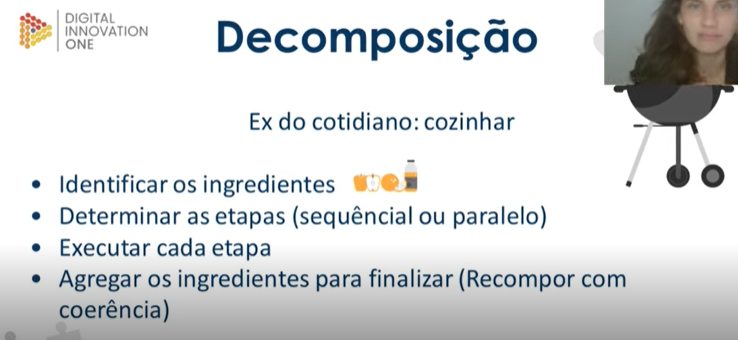 DIGITAL
INNOVATION
ONE
Decomposição
Ex do cotidiano: cozinhar
• Identificar os ingredientes
• Determinar as etapas (sequêncial ou paralelo)
• Executar cada etapa
• Agregar os ingredientes para finalizar (Recompor com
coerência)